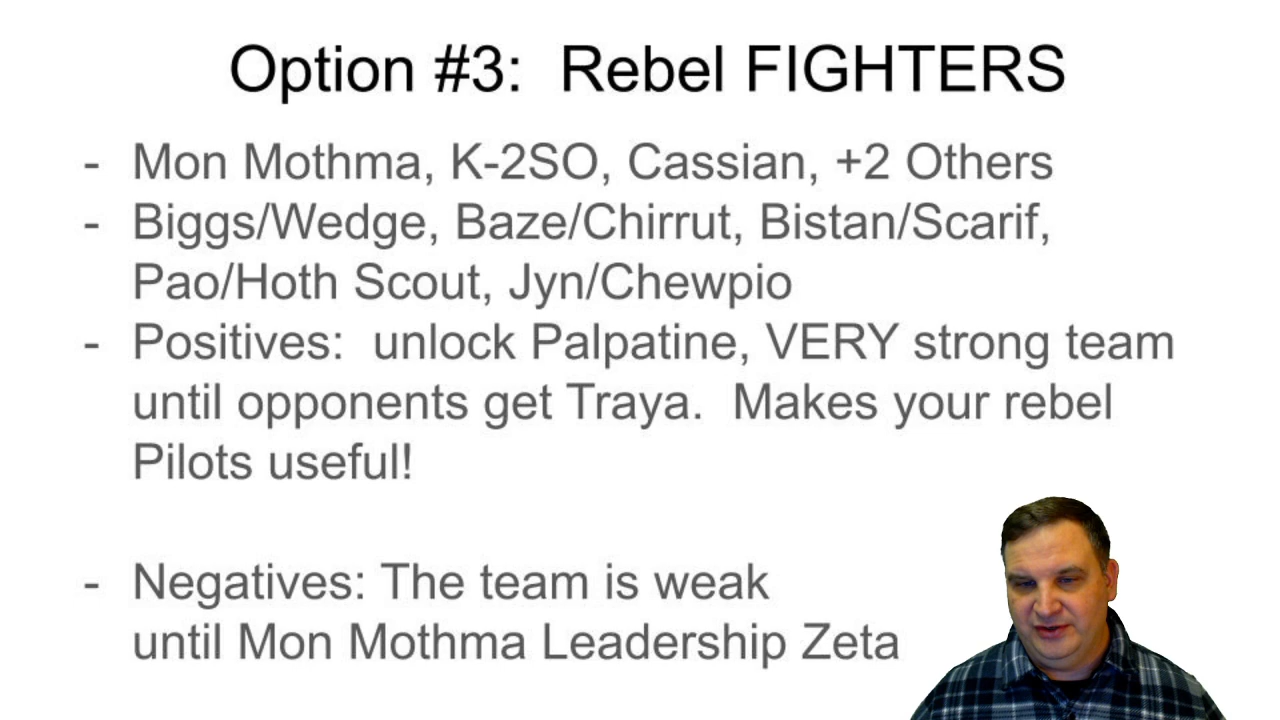 Option #3:  Rebel FIGHTERS
- Mon Mothma, K-2SO, Cassian, +2 Others
- Biggs/Wedge, Baze/Chirrut, Bistan/Scarif,
Pao/Hoth Scout, Jyn/Chewpio
- Positives:  unlock Palpatine, VERY strong team
until opponents get Traya.  Makes your rebel
Pilots useful!
- Negatives: The team is weak
until Mon Mothma Leadership Zeta